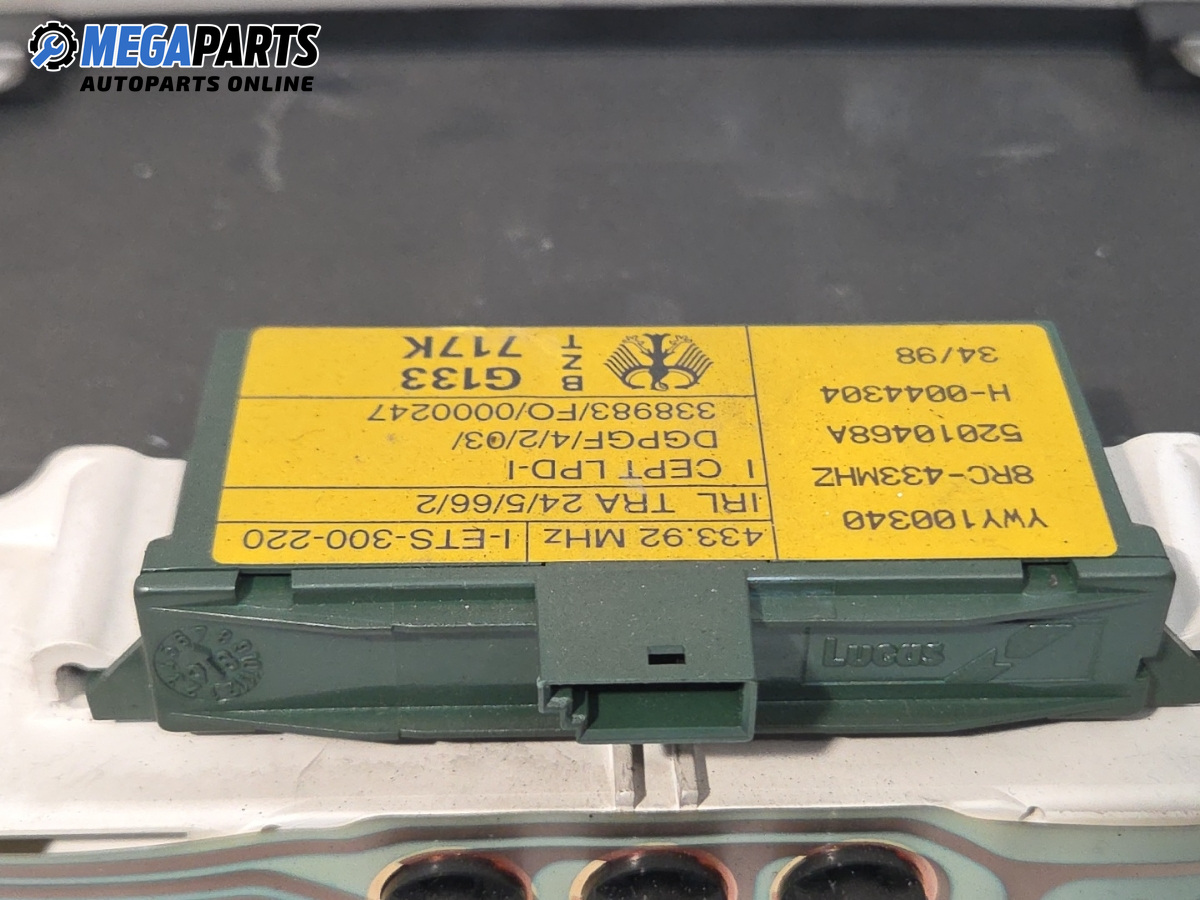 MEGAPARTS
AUTOPARTS ONLINE
YWY100340
8RC-433MHZ
52010468A
H-0044304
34/98
433.92 MHz
I-ETS-300-220
IRL TRA 24/5/66/2
I CEPT LPD-I
DGPGF/4/2/03/
338983/FO/0000247
B
Z
T
G133
717K
Lucas